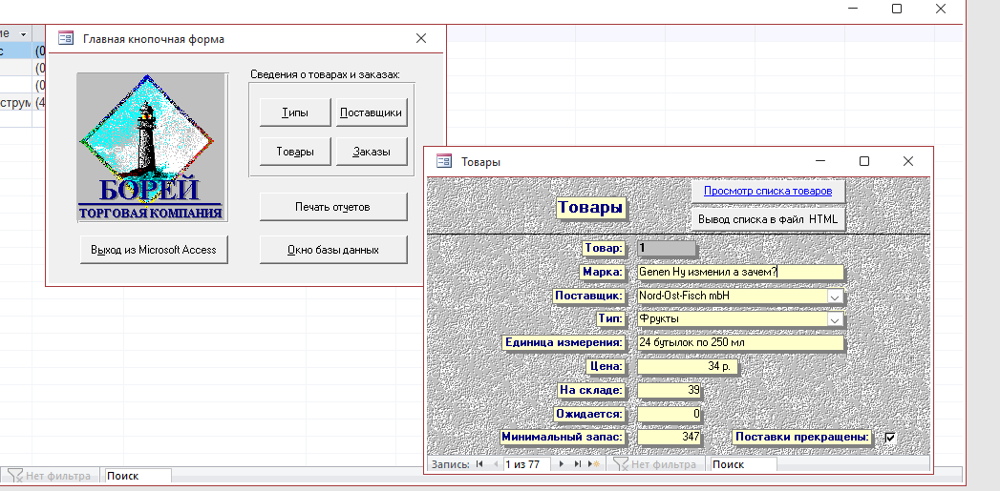 ие
с (0
(0
(0
струм (4
Главная кнопочная форма
Сведения о товарах и заказах:
Типы Поставщики
Товары Заказы
БОРЕЙ
ТОРГОВАЯ КОМПАНИЯ
Печать отчетов
Выход из Microsoft Access Окно базы данных
Товары
Товары
Просмотр списка товаров
Вывод списка в файл HTML
Товар: 1
Марка: Genen Ну изменил а зачем?
Поставщик: Nord-Ost-Fisch mbH
Тип: Фрукты
Единица измерения: 24 бутылок по 250 мл
Цена: 34 р.
На складе: 39
Ожидается: 0
Минимальный запас: 347 Поставки прекращены:
Запись: 1 из 77 Нет фильтра Поиск
Нет фильтра Поиск